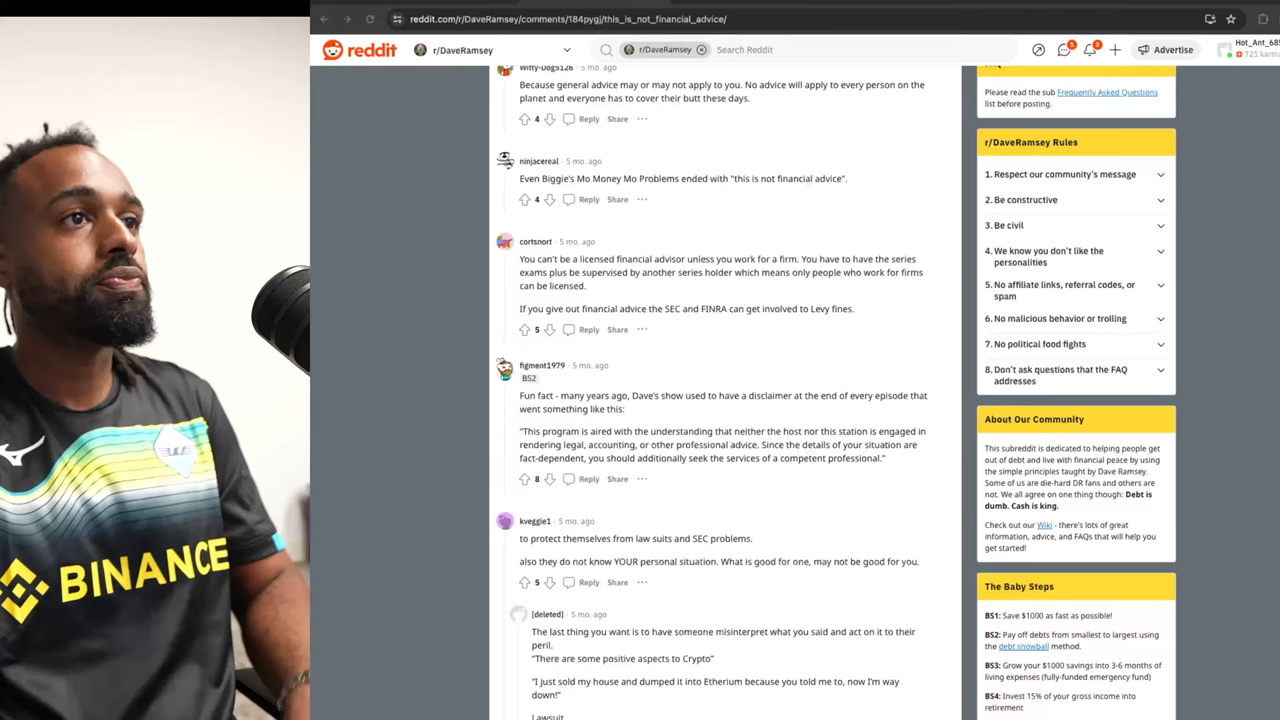 reddit.com/r/DaveRamsey/comments/184pygj/this_is_not_financial_advice/
reddit
r/DaveRamsey
r/DaveRamsey
Search Reddit
1
3
Advertise
Hot_Ant_685
721 karma
Witty-Dog5126 · 5 mo. ago
Because general advice may or may not apply to you. No advice will apply to every person on the
planet and everyone has to cover their butt these days.
4 Reply Share ···
ninjacereal · 5 mo. ago
Even Biggie's Mo Money Mo Problems ended with "this is not financial advice".
4 Reply Share ···
cortsnort · 5 mo. ago
You can't be a licensed financial advisor unless you work for a firm. You have to have the series
exams plus be supervised by another series holder which means only people who work for firms
can be licensed.
If you give out financial advice the SEC and FINRA can get involved to Levy fines.
5 Reply Share ···
figment1979 · 5 mo. ago
BS2
Fun fact - many years ago, Dave's show used to have a disclaimer at the end of every episode that
went something like this:
"This program is aired with the understanding that neither the host nor this station is engaged in
rendering legal, accounting, or other professional advice. Since the details of your situation are
fact-dependent, you should additionally seek the services of a competent professional."
8 Reply Share ···
kveggie1 · 5 mo. ago
to protect themselves from law suits and SEC problems.
also they do not know YOUR personal situation. What is good for one, may not be good for you.
5 Reply Share ···
[deleted] · 5 mo. ago
The last thing you want is to have someone misinterpret what you said and act on it to their
peril.
"There are some positive aspects to Crypto"
"I just sold my house and dumped it into Etherium because you told me to, now I'm way
down!"
Lawsuit
Please read the sub Frequently Asked Questions
list before posting.
r/DaveRamsey Rules
1. Respect our community's message
2. Be constructive
3. Be civil
4. We know you don't like the
personalities
5. No affiliate links, referral codes, or
spam
6. No malicious behavior or trolling
7. No political food fights
8. Don't ask questions that the FAQ
addresses
About Our Community
This subreddit is dedicated to helping people get
out of debt and live with financial peace by using
the simple principles taught by Dave Ramsey.
Some of us are die-hard DR fans and others are
not. We all agree on one thing though: Debt is
dumb. Cash is king.
Check out our Wiki - there's lots of great
information, advice, and FAQs that will help you
get started!
The Baby Steps
BS1: Save $1000 as fast as possible!
BS2: Pay off debts from smallest to largest using
the debt snowball method.
BS3: Grow your $1000 savings into 3-6 months of
living expenses (fully-funded emergency fund)
BS4: Invest 15% of your gross income into
retirement
BINANCE